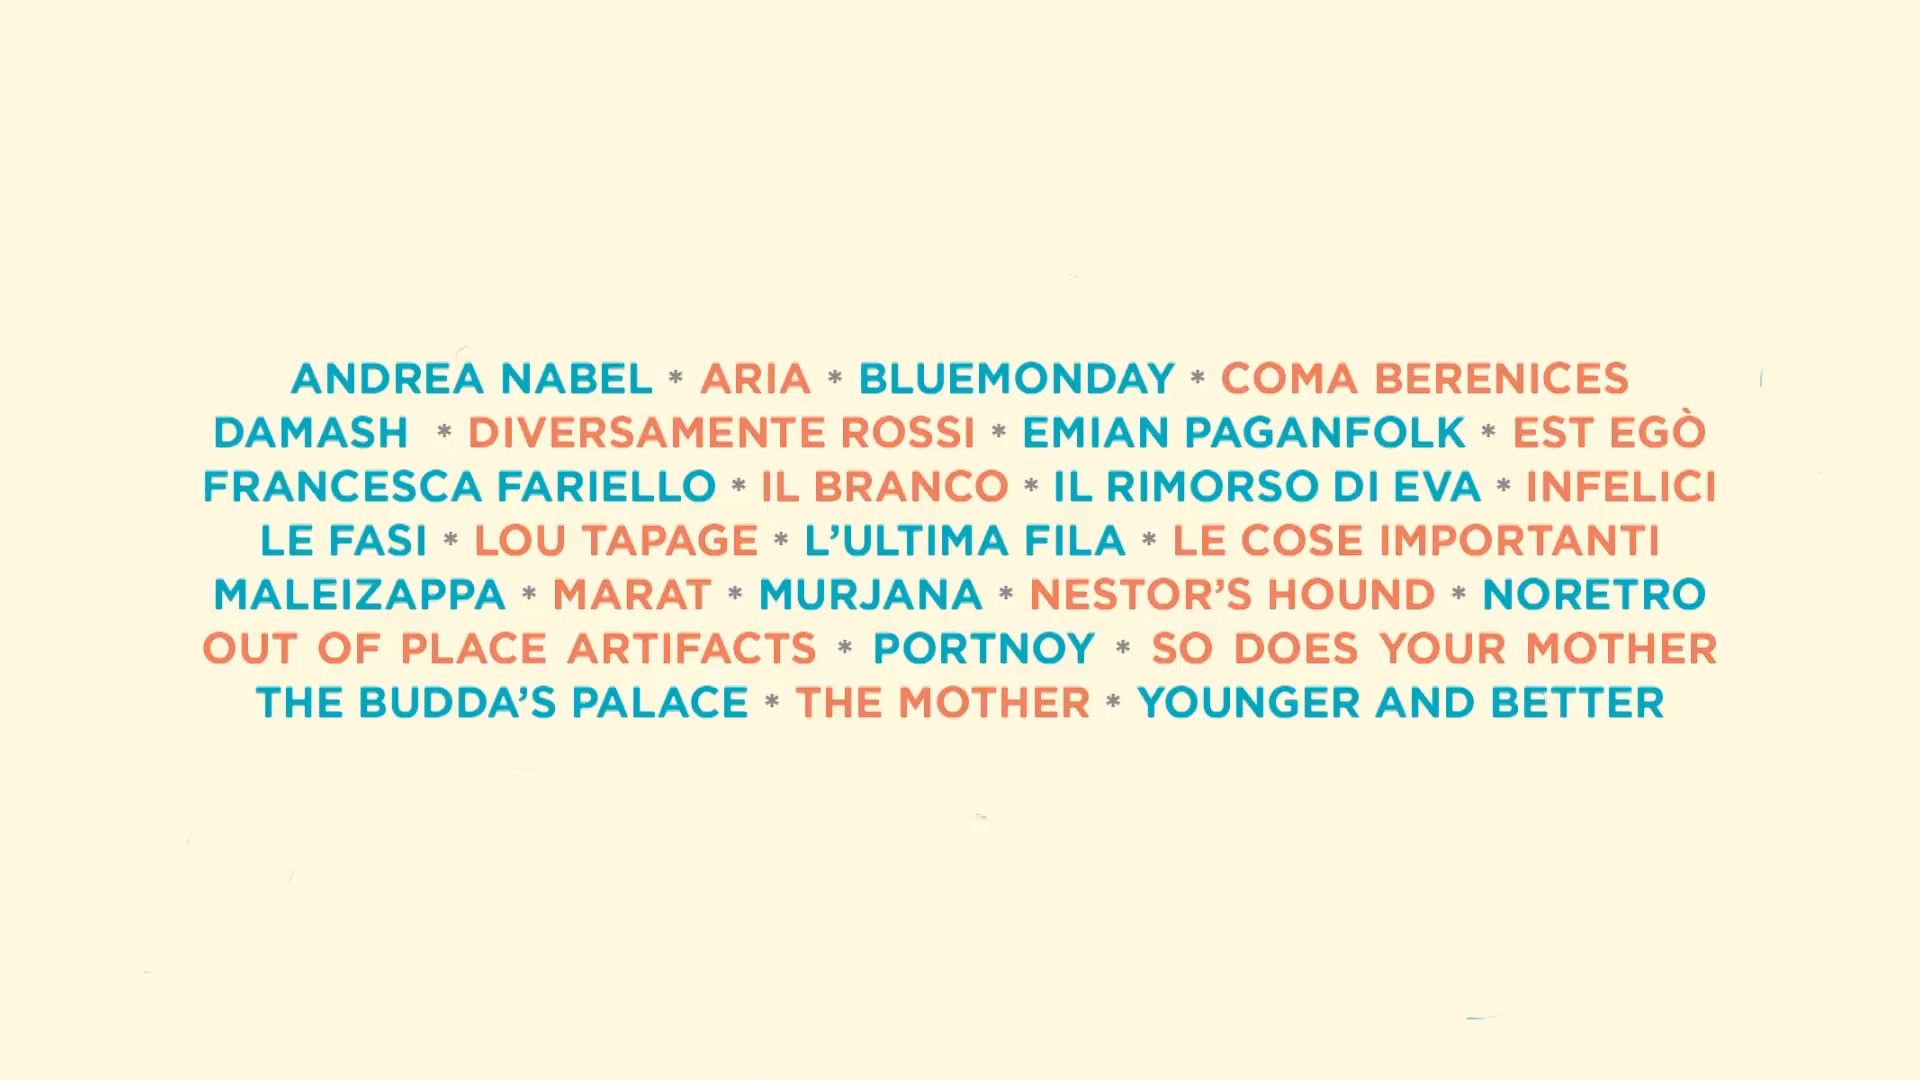 ANDREA NABEL * ARIA * BLUEMONDAY * COMA BERENICES
DAMASH * DIVERSAMENTE ROSSI * EMIAN PAGANFOLK * EST EGÒ
FRANCESCA FARIELLO * IL BRANCO * IL RIMORSO DI EVA * INFELICI
LE FASI * LOU TAPAGE * L’ULTIMA FILA * LE COSE IMPORTANTI
MALEIZAPPA * MARAT * MURJANA * NESTOR’S HOUND * NORETRO
OUT OF PLACE ARTIFACTS * PORTNOY * SO DOES YOUR MOTHER
THE BUDDA’S PALACE * THE MOTHER * YOUNGER AND BETTER